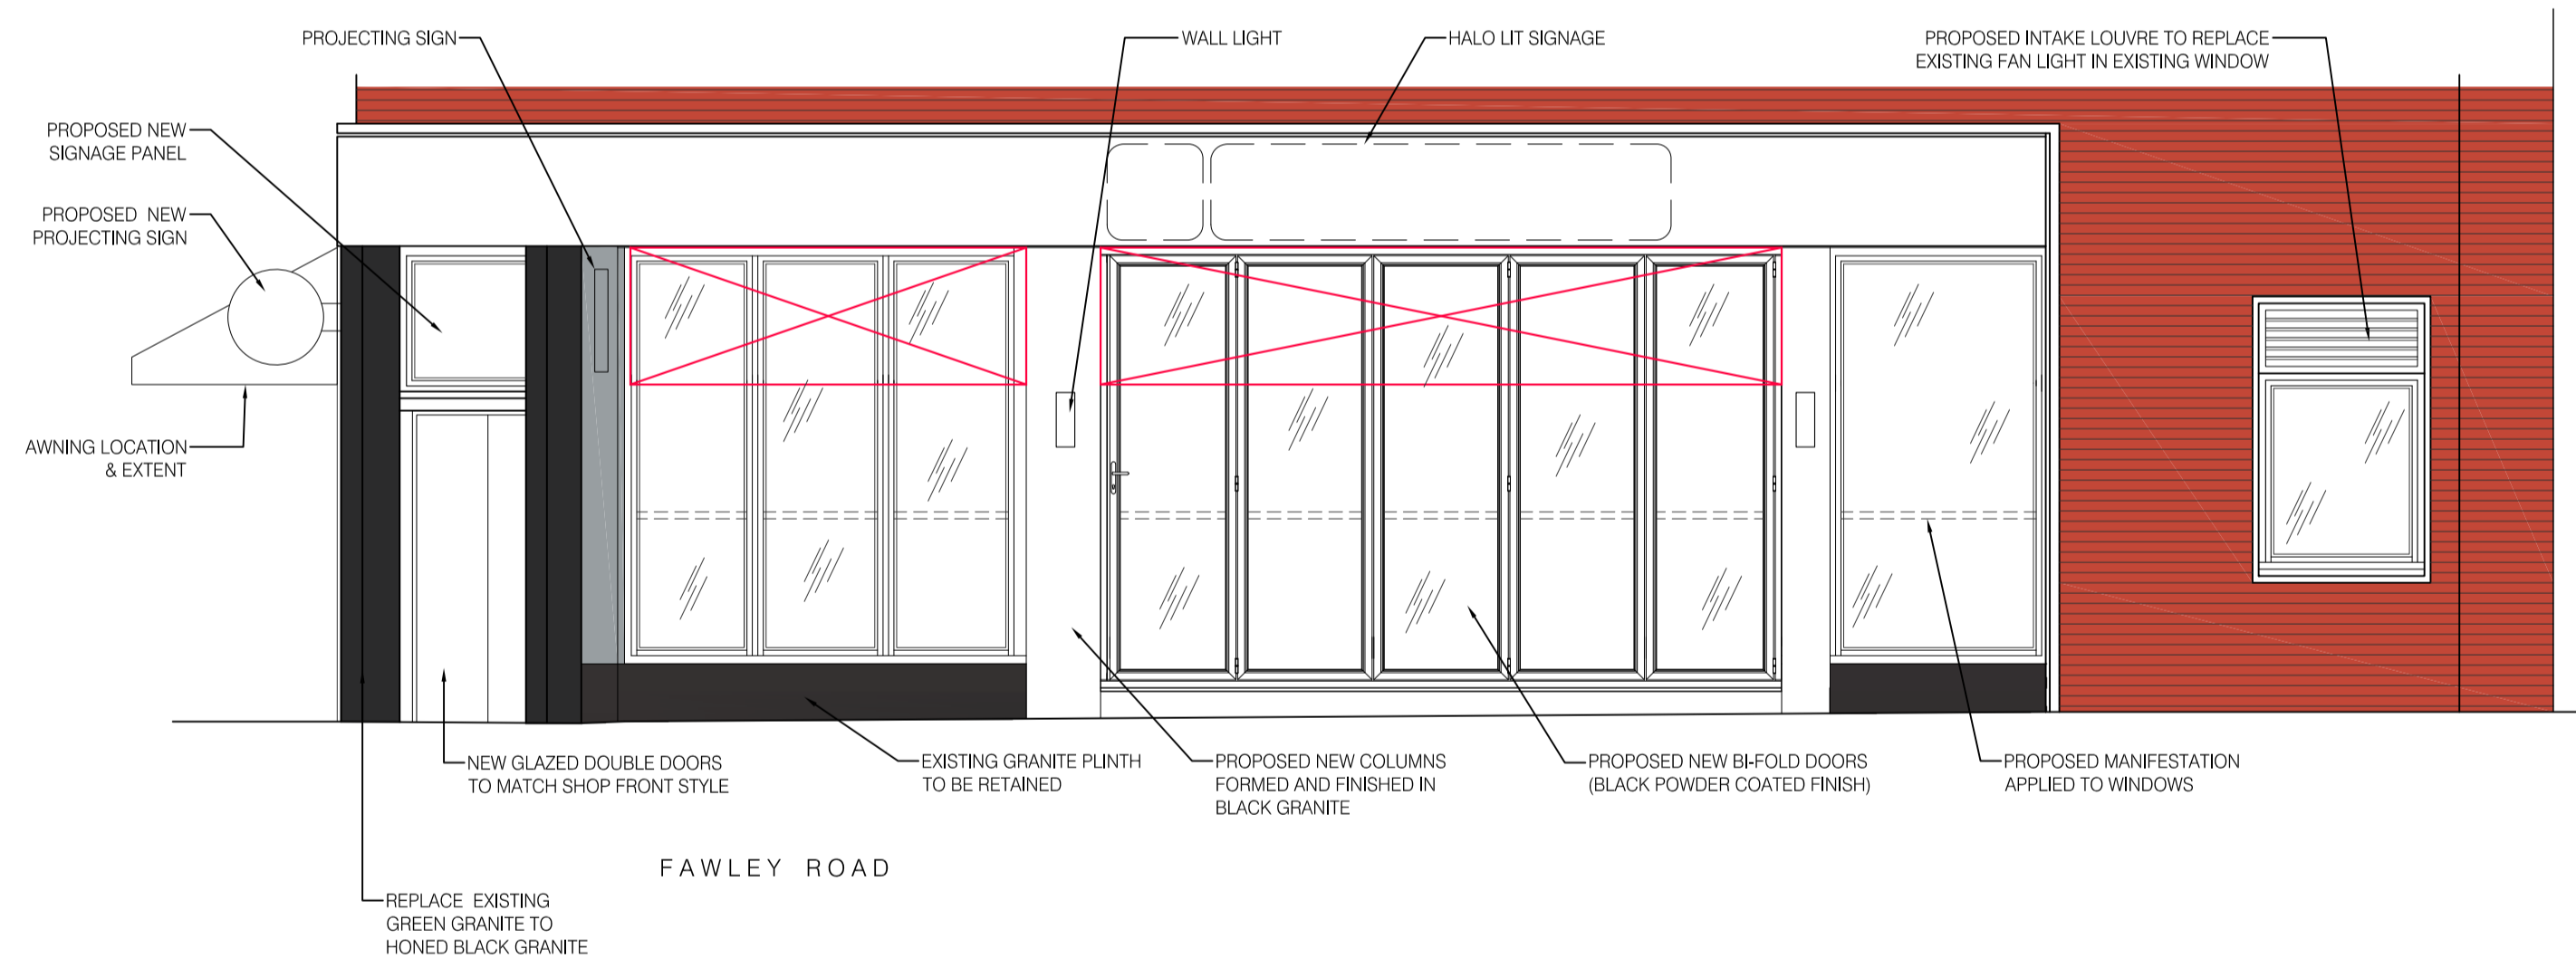 PROJECTING SIGN
WALL LIGHT
HALO LIT SIGNAGE
PROPOSED INTAKE LOUVRE TO REPLACE
EXISTING FAN LIGHT IN EXISTING WINDOW
PROPOSED NEW
SIGNAGE PANEL
PROPOSED NEW
PROJECTING SIGN
AWNING LOCATION
& EXTENT
NEW GLAZED DOUBLE DOORS
TO MATCH SHOP FRONT STYLE
EXISTING GRANITE PLINTH
TO BE RETAINED
PROPOSED NEW COLUMNS
FORMED AND FINISHED IN
BLACK GRANITE
PROPOSED NEW BI-FOLD DOORS
(BLACK POWDER COATED FINISH)
PROPOSED MANIFESTATION
APPLIED TO WINDOWS
FAWLEY ROAD
REPLACE EXISTING
GREEN GRANITE TO
HONED BLACK GRANITE